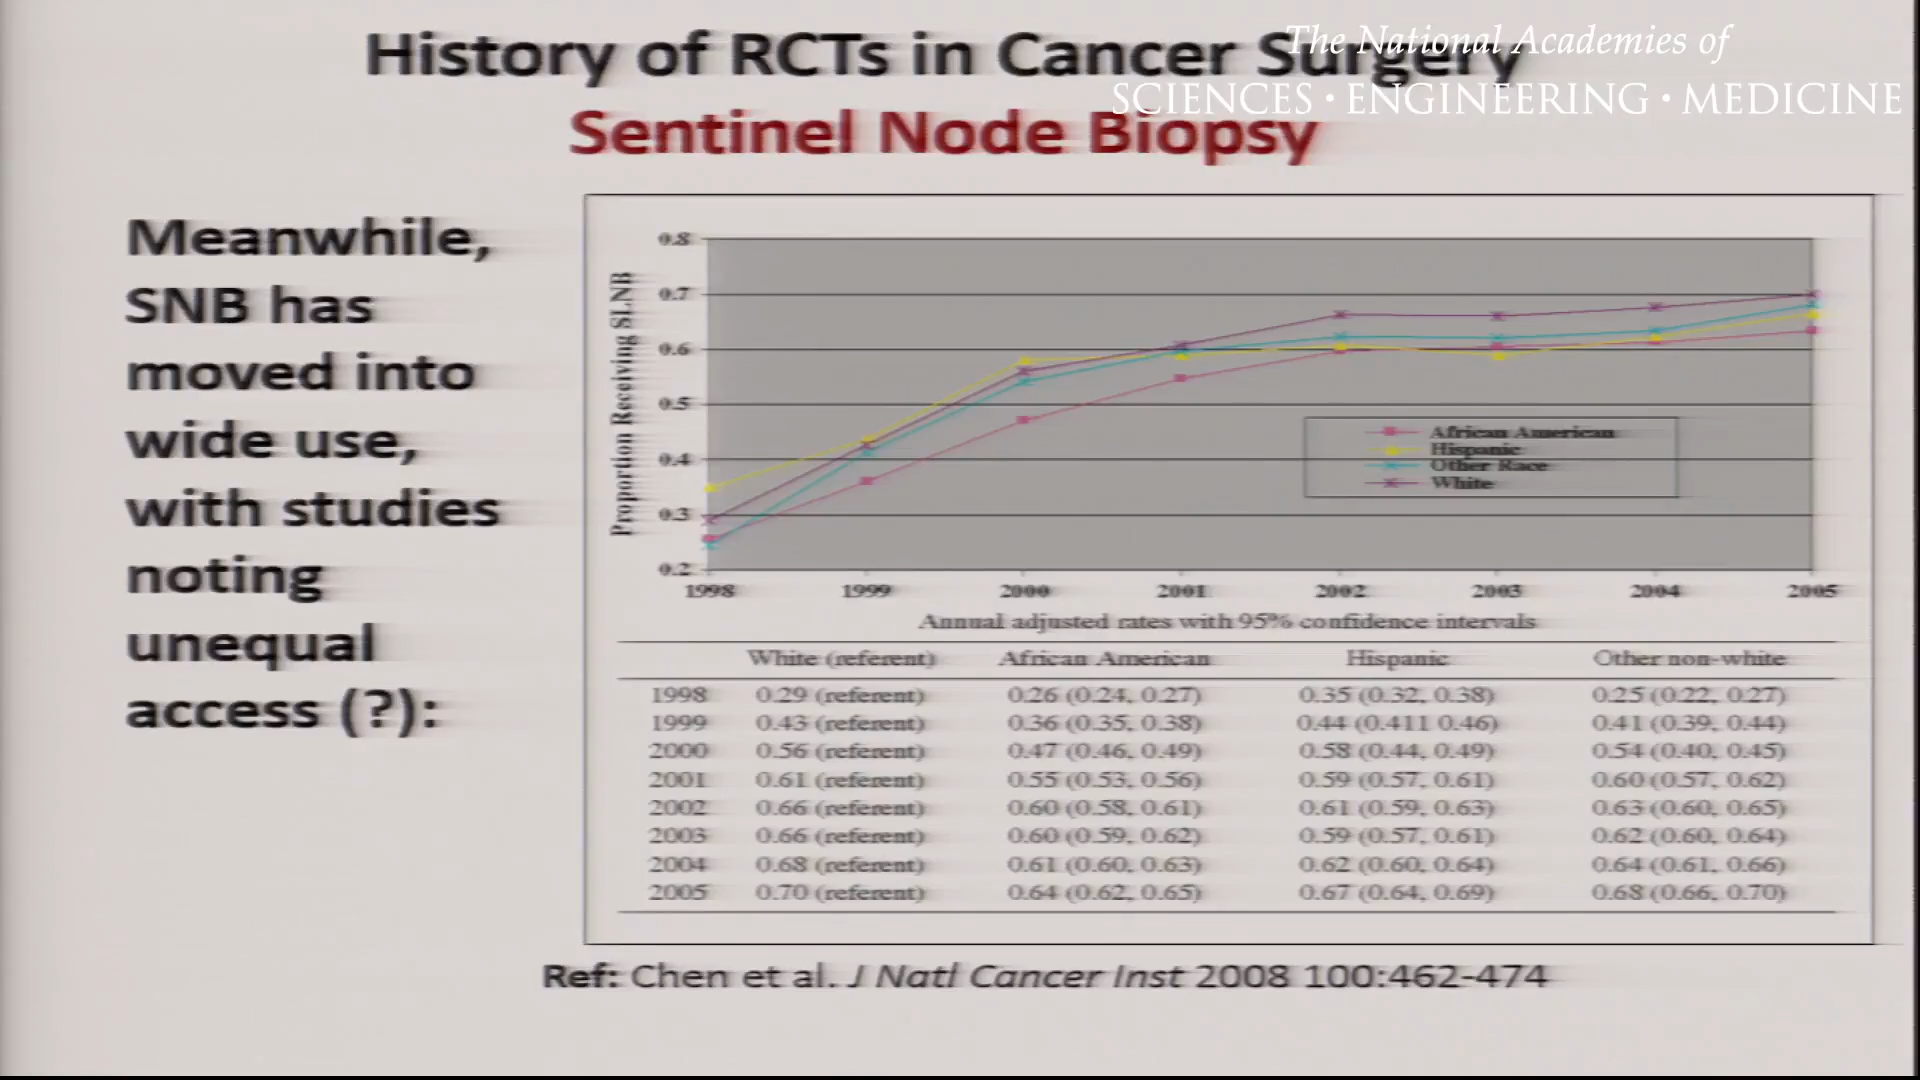 History of RCTs in Cancer Surgery
The National Academies of
SCIENCES • ENGINEERING • MEDICINE
Sentinel Node Biopsy
Meanwhile,
SNB has
moved into
wide use,
with studies
noting
unequal
access (?):
Proportion Receiving SLNB
0.8
0.7
0.6
0.5
0.4
0.3
0.2
African American
Hispanic
Other Race
White
1998 1999 2000 2001 2002 2003 2004 2005
Annual adjusted rates with 95% confidence intervals
White (referent) African American Hispanic Other non-white
1998 0.29 (referent) 0.26 (0.24, 0.27) 0.35 (0.32, 0.38) 0.25 (0.22, 0.27)
1999 0.43 (referent) 0.36 (0.35, 0.38) 0.44 (0.411 0.46) 0.41 (0.39, 0.44)
2000 0.56 (referent) 0.47 (0.46, 0.49) 0.58 (0.44, 0.49) 0.54 (0.40, 0.45)
2001 0.61 (referent) 0.55 (0.53, 0.56) 0.59 (0.57, 0.61) 0.60 (0.57, 0.62)
2002 0.66 (referent) 0.60 (0.58, 0.61) 0.61 (0.59, 0.63) 0.63 (0.60, 0.65)
2003 0.66 (referent) 0.60 (0.59, 0.62) 0.59 (0.57, 0.61) 0.62 (0.60, 0.64)
2004 0.68 (referent) 0.61 (0.60, 0.63) 0.62 (0.60, 0.64) 0.64 (0.61, 0.66)
2005 0.70 (referent) 0.64 (0.62, 0.65) 0.67 (0.64, 0.69) 0.68 (0.66, 0.70)
Ref: Chen et al. J Natl Cancer Inst 2008 100:462-474